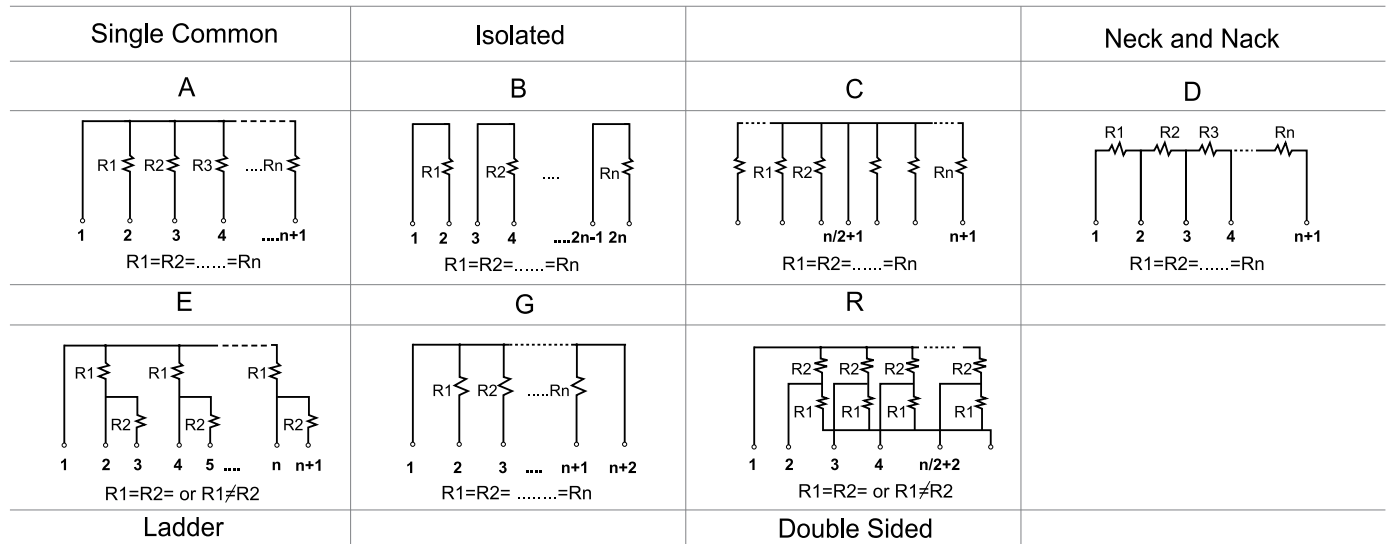 Single Common Isolated Neck and Nack
A B C D
R1 R2 R3 ....Rn
1 2 3 4 ....n+1
R1=R2=......=Rn
R1 R2 .... Rn
1 2 3 4 ....2n-1 2n
R1=R2=......=Rn
R1 R2 Rn
n/2+1 n+1
R1=R2=......=Rn
R1 R2 R3 Rn
1 2 3 4 n+1
R1=R2=......=Rn
E G R
R1 R1 R1
R2 R2 R2
1 2 3 4 5 .... n n+1
R1=R2= or R1≠R2
R1 R2 .....Rn
1 2 3 .... n+1 n+2
R1=R2= ........=Rn
R2 R2 R2 R2
R1 R1 R1 R1
1 2 3 4 n/2+2
R1=R2= or R1≠R2
Ladder Double Sided